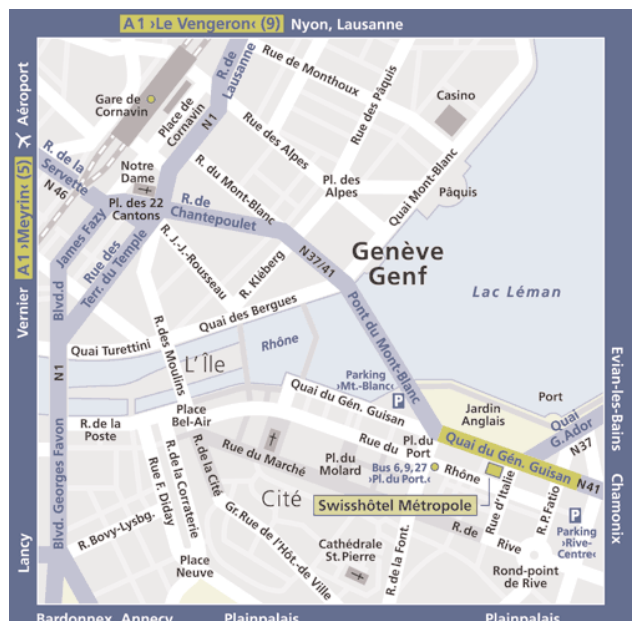 A1 ›Le Vengeron‹ (9) Nyon, Lausanne
Aéroport
A1 ›Meyrin‹ (5)
Vernier
Lancy
Gare de
Cornavin
Place de
Cornavin
R. de
Lausanne
N1
Rue de Monthoux
Rue des Pâquis
Casino
R. de la
Servette
N46
Notre
Dame
Rue des Alpes
R. du Mont-Blanc
Pl. des
Alpes
Quai Mont-Blanc
Pâquis
Pl. des 22
Cantons
R. de
Chantepoulet
James Fazy
Blvd.d
Rue des
Terr. du Temple
R. J.-J.-Rousseau
R. Kléberg
N37/41
Genève
Genf
Lac Léman
Quai des Bergues
Pont du Mont-Blanc
Quai Turettini
R.des Moulins
L'Île
Rhône
N1
Parking
›Mt.-Blanc‹
P
Quai du Gén. Guisan
Jardin
Anglais
Port
Quai
G.Ador
N37
Evian-les-Bains
Chamonix
R. de la
Poste
Place
Bel-Air
Rue du Marché
Rue du
Rhône
Pl. du
Port
Quai du Gén. Guisan
N41
Pl. du
Molard
Bus 6,9,27
›Pl. du Port.‹
Blvd. Georges Favon
Rue F. Diday
R.de la Corraterie
R. de la Cité
Cité
Swisshôtel Métropole
Rue d'Italie
R.P. Fatio
P
Parking
›Rive-
Centre‹
R.Bovy-Lysbg.
Gr.Rue de l'Hôt.-de Ville
Cathédrale
St. Pierre
R.de la Font.
R.de
Rive
Place
Neuve
Rond-point
de Rive
Bardonnex, Annecy
Plainpalais
Plainpalais